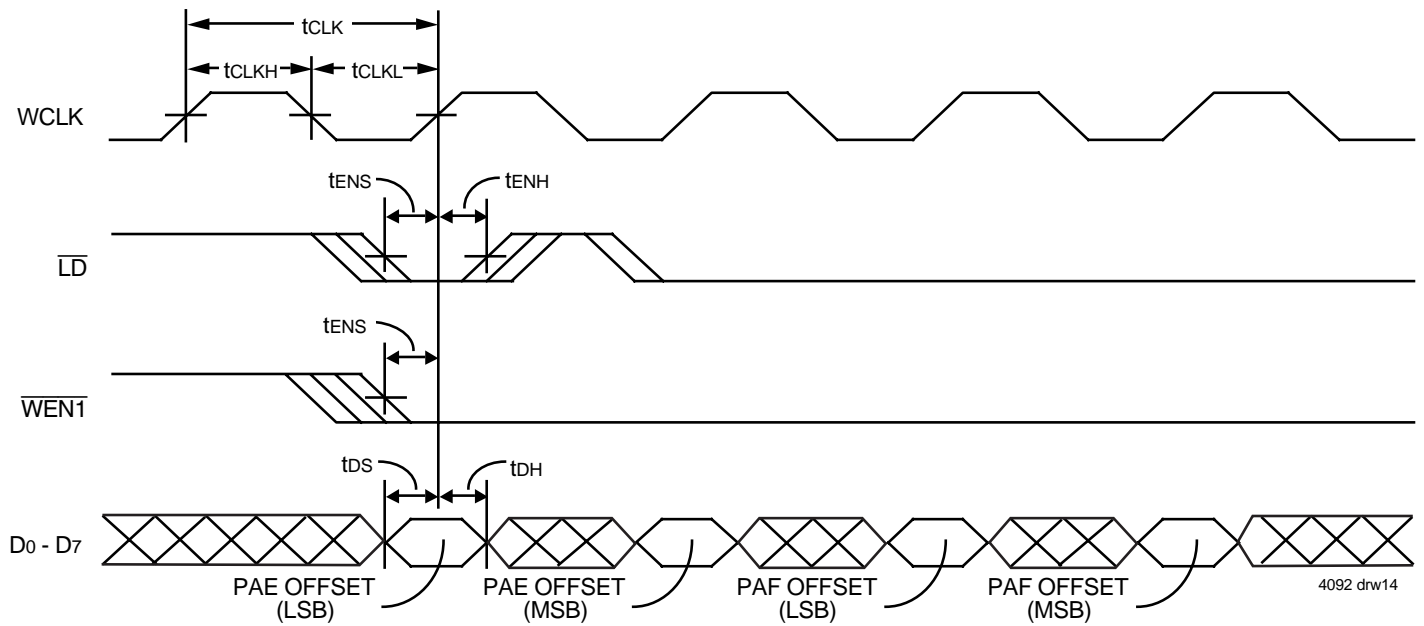 tCLK
tCLKH
tCLKL
WCLK
tENS
tENH
LD
tENS
WEN1
tDS
tDH
D0 - D7
PAE OFFSET
(LSB)
PAE OFFSET
(MSB)
PAF OFFSET
(LSB)
PAF OFFSET
(MSB)
4092 drw14